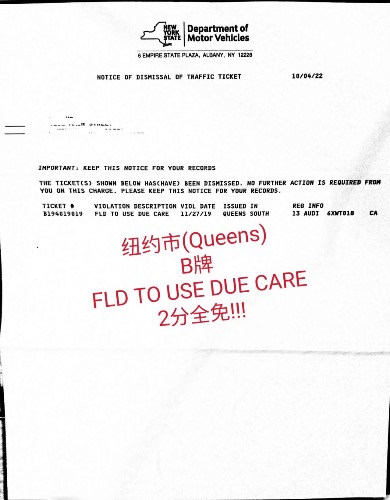 NEW
YORK
STATE
Department of
Motor Vehicles
6 EMPIRE STATE PLAZA, ALBANY, NY 12228
NOTICE OF DISMISSAL OF TRAFFIC TICKET 10/04/22
IMPORTANT: KEEP THIS NOTICE FOR YOUR RECORDS
THE TICKET(S) SHOWN BELOW HAS(HAVE) BEEN DISMISSED. NO FURTHER ACTION IS REQUIRED FROM
YOU ON THIS CHARGE. PLEASE KEEP THIS NOTICE FOR YOUR RECORDS.
TICKET # VIOLATION DESCRIPTION VIOL DATE ISSUED IN REG INFO
B194019019 FLD TO USE DUE CARE 11/27/19 QUEENS SOUTH 13 AUDI 6XWT018 CA
纽约市(Queens)
B牌
FLD TO USE DUE CARE
2分全免!!!